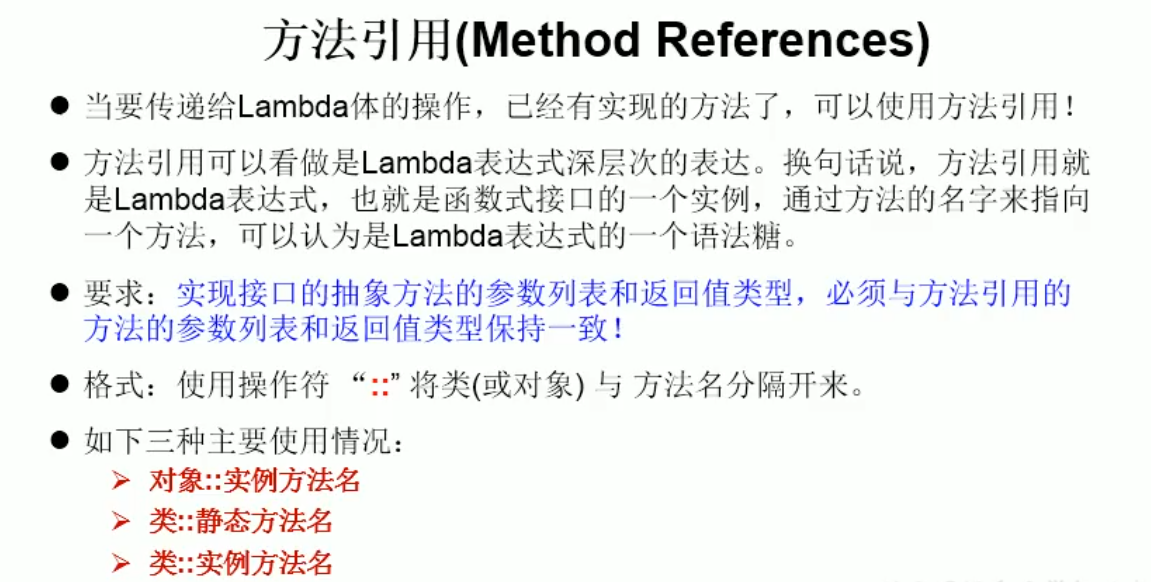 方法引用(Method References)
● 当要传递给Lambda体的操作，已经有实现的方法了，可以使用方法引用！
● 方法引用可以看做是Lambda表达式深层次的表达。换句话说，方法引用就
是Lambda表达式，也就是函数式接口的一个实例，通过方法的名字来指向
一个方法，可以认为是Lambda表达式的一个语法糖。
● 要求：实现接口的抽象方法的参数列表和返回值类型，必须与方法引用的
方法的参数列表和返回值类型保持一致！
● 格式：使用操作符 “::” 将类(或对象) 与 方法名分隔开来。
● 如下三种主要使用情况：
➢ 对象::实例方法名
➢ 类::静态方法名
➢ 类::实例方法名